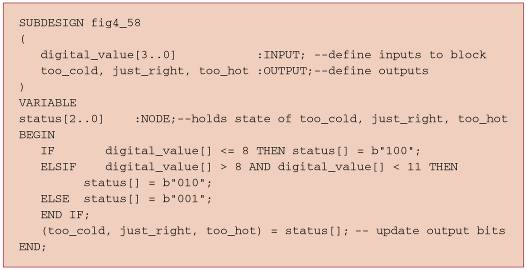 SUBDESIGN fig4_58
(
digital_value[3..0] :INPUT; --define inputs to block
too_cold, just_right, too_hot :OUTPUT;--define outputs
)
VARIABLE
status[2..0] :NODE;--holds state of too_cold, just_right, too_hot
BEGIN
IF digital_value[] <= 8 THEN status[] = b"100";
ELSIF digital_value[] > 8 AND digital_value[] < 11 THEN
status[] = b"010";
ELSE status[] = b"001";
END IF;
(too_cold, just_right, too_hot) = status[]; -- update output bits
END;